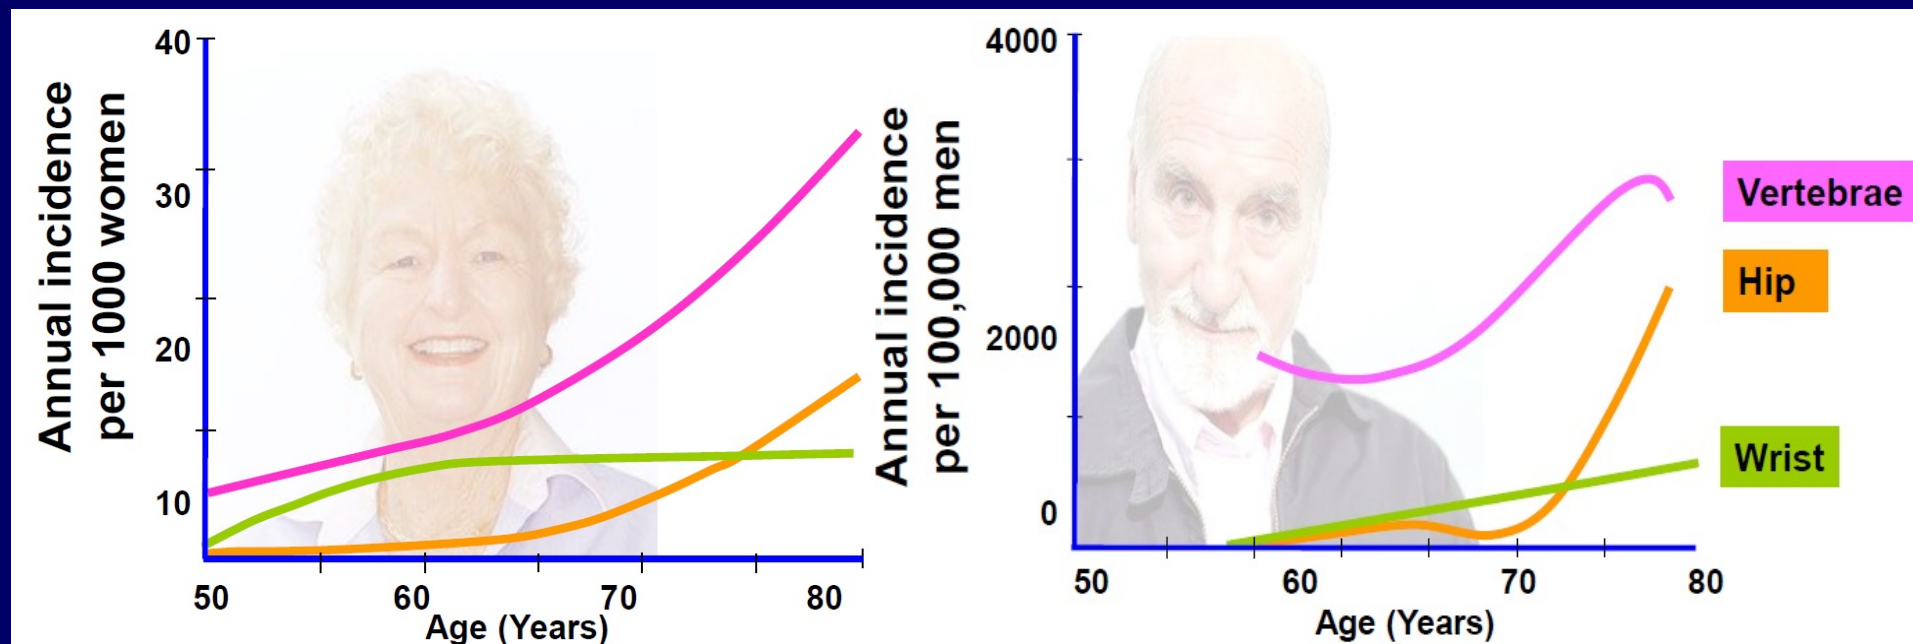 Annual incidence
per 1000 women
40
30
20
10
50 60 70 80
Age (Years)
Annual incidence
per 100,000 men
4000
2000
0
50 60 70 80
Age (Years)
Vertebrae
Hip
Wrist